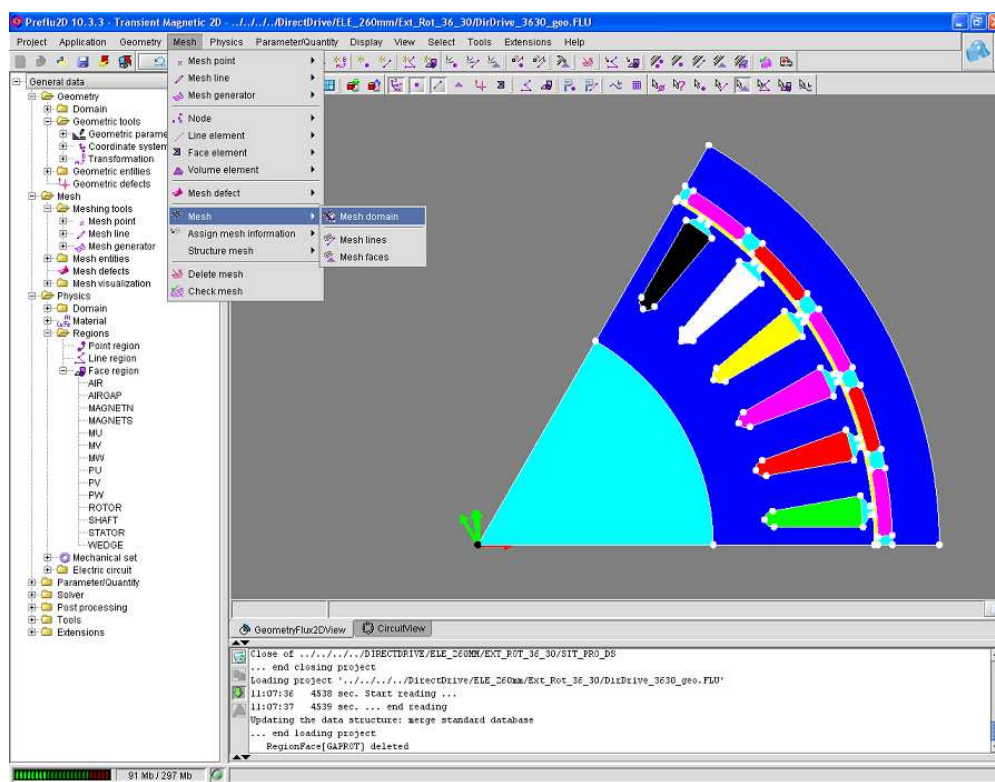 Preflu2D 10.3.3 - Transient Magnetic 2D - ../../../../DirectDrive/ELE_260mm/Ext_Rot_36_30/DirDrive_3630_geo.FLU
Project Application Geometry Mesh Physics Parameter/Quantity Display View Select Tools Extensions Help
Mesh point
Mesh line
Mesh generator
Node
Line element
Face element
Volume element
Mesh defect
Mesh
Assign mesh information
Structure mesh
Delete mesh
Check mesh
Mesh domain
Mesh lines
Mesh faces
General data
Geometry
Domain
Geometric tools
Geometric parame
Coordinate system
Transformation
Geometric entities
Geometric defects
Mesh
Meshing tools
Mesh point
Mesh line
Mesh generator
Mesh entities
Mesh defects
Mesh visualization
Physics
Domain
Material
Regions
Point region
Line region
Face region
AIR
AIRGAP
MAGNETN
MAGNETS
MU
MV
MW
PU
PV
PW
ROTOR
SHAFT
STATOR
WEDGE
Mechanical set
Electric circuit
Parameter/Quantity
Solver
Post processing
Tools
Extensions
GeometryFlux2DView CircuitView
Close of ../../../../DIRECTDRIVE/ELE_260MM/EXT_ROT_36_30/SIT_PRO_DS
... end closing project
Loading project '../../../../DirectDrive/ELE_260mm/Ext_Rot_36_30/DirDrive_3630_geo.FLU'
11:07:36 4538 sec. Start reading ...
11:07:37 4539 sec. ... end reading
Updating the data structure: merge standard database
... end loading project
RegionFace[GAPROT] deleted
91 Mb / 297 Mb